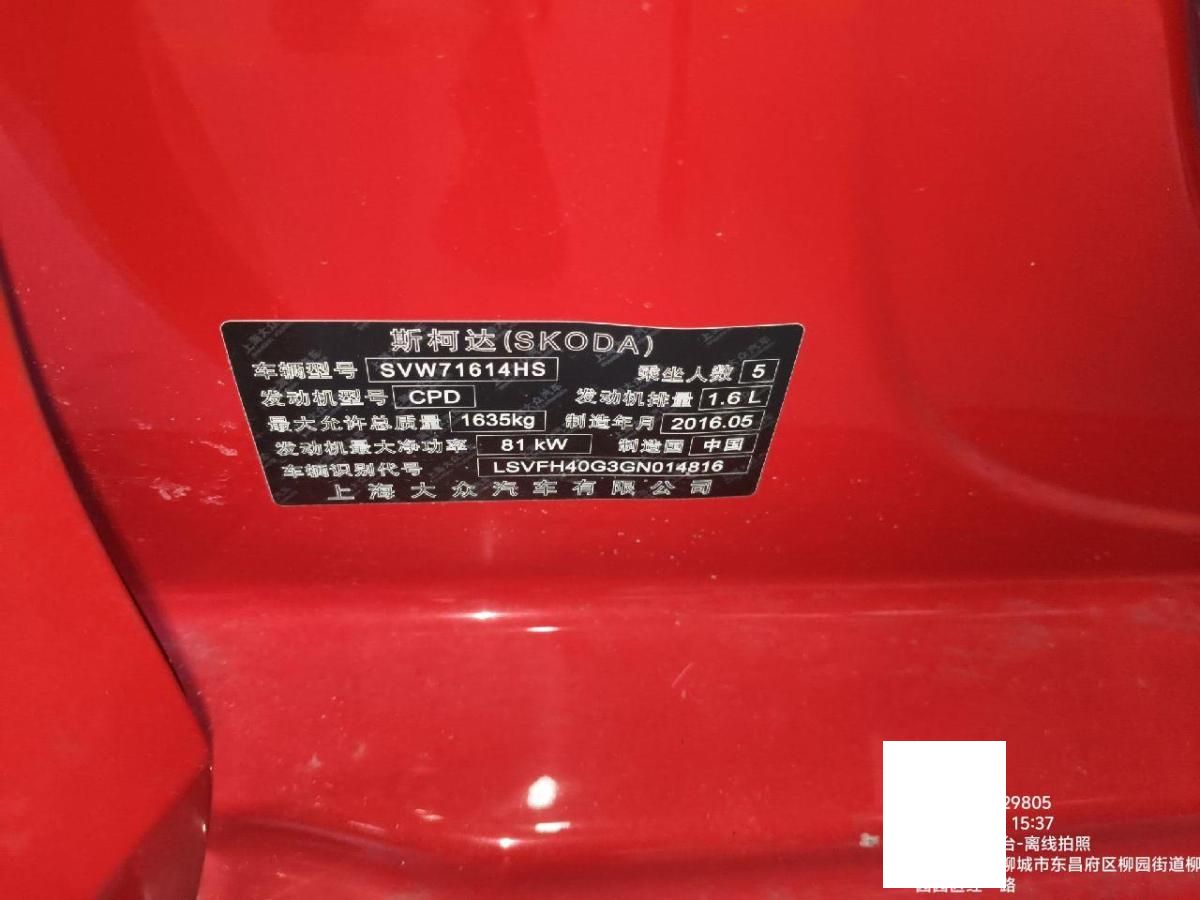 斯柯达(SKODA)
车辆型号 SVW71614HS 乘坐人数 5
发动机型号 CPD 发动机排量 1.6 L
最大允许总质量 1635kg 制造年月 2016.05
发动机最大净功率 81 kW 制造国 中国
车辆识别代号 LSVFH40G3GN014816
上海大众汽车有限公司
29805
15:37
台-离线拍照
柳城市东昌府区柳园街道柳
路